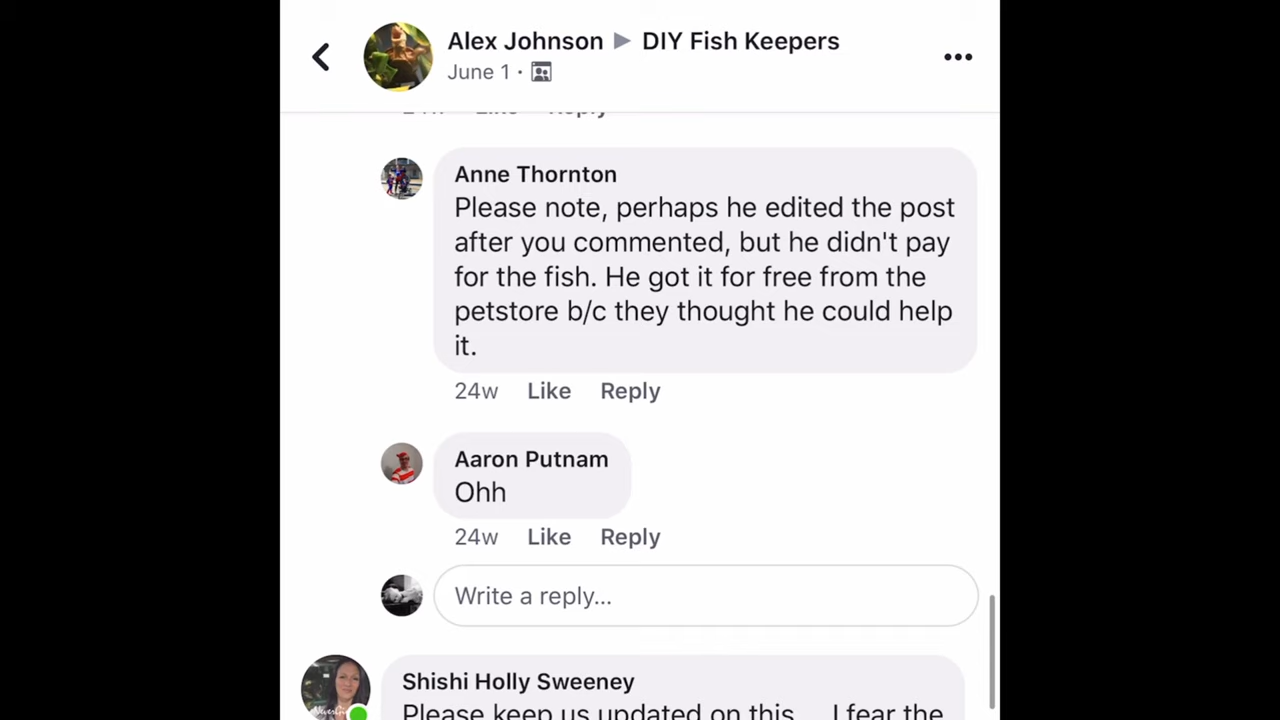 Alex Johnson ▶ DIY Fish Keepers
June 1 ·
Like Reply
Anne Thornton
Please note, perhaps he edited the post
after you commented, but he didn't pay
for the fish. He got it for free from the
petstore b/c they thought he could help
it.
24w Like Reply
Aaron Putnam
Ohh
24w Like Reply
Write a reply...
Shishi Holly Sweeney
Please keep us updated on this... I fear the